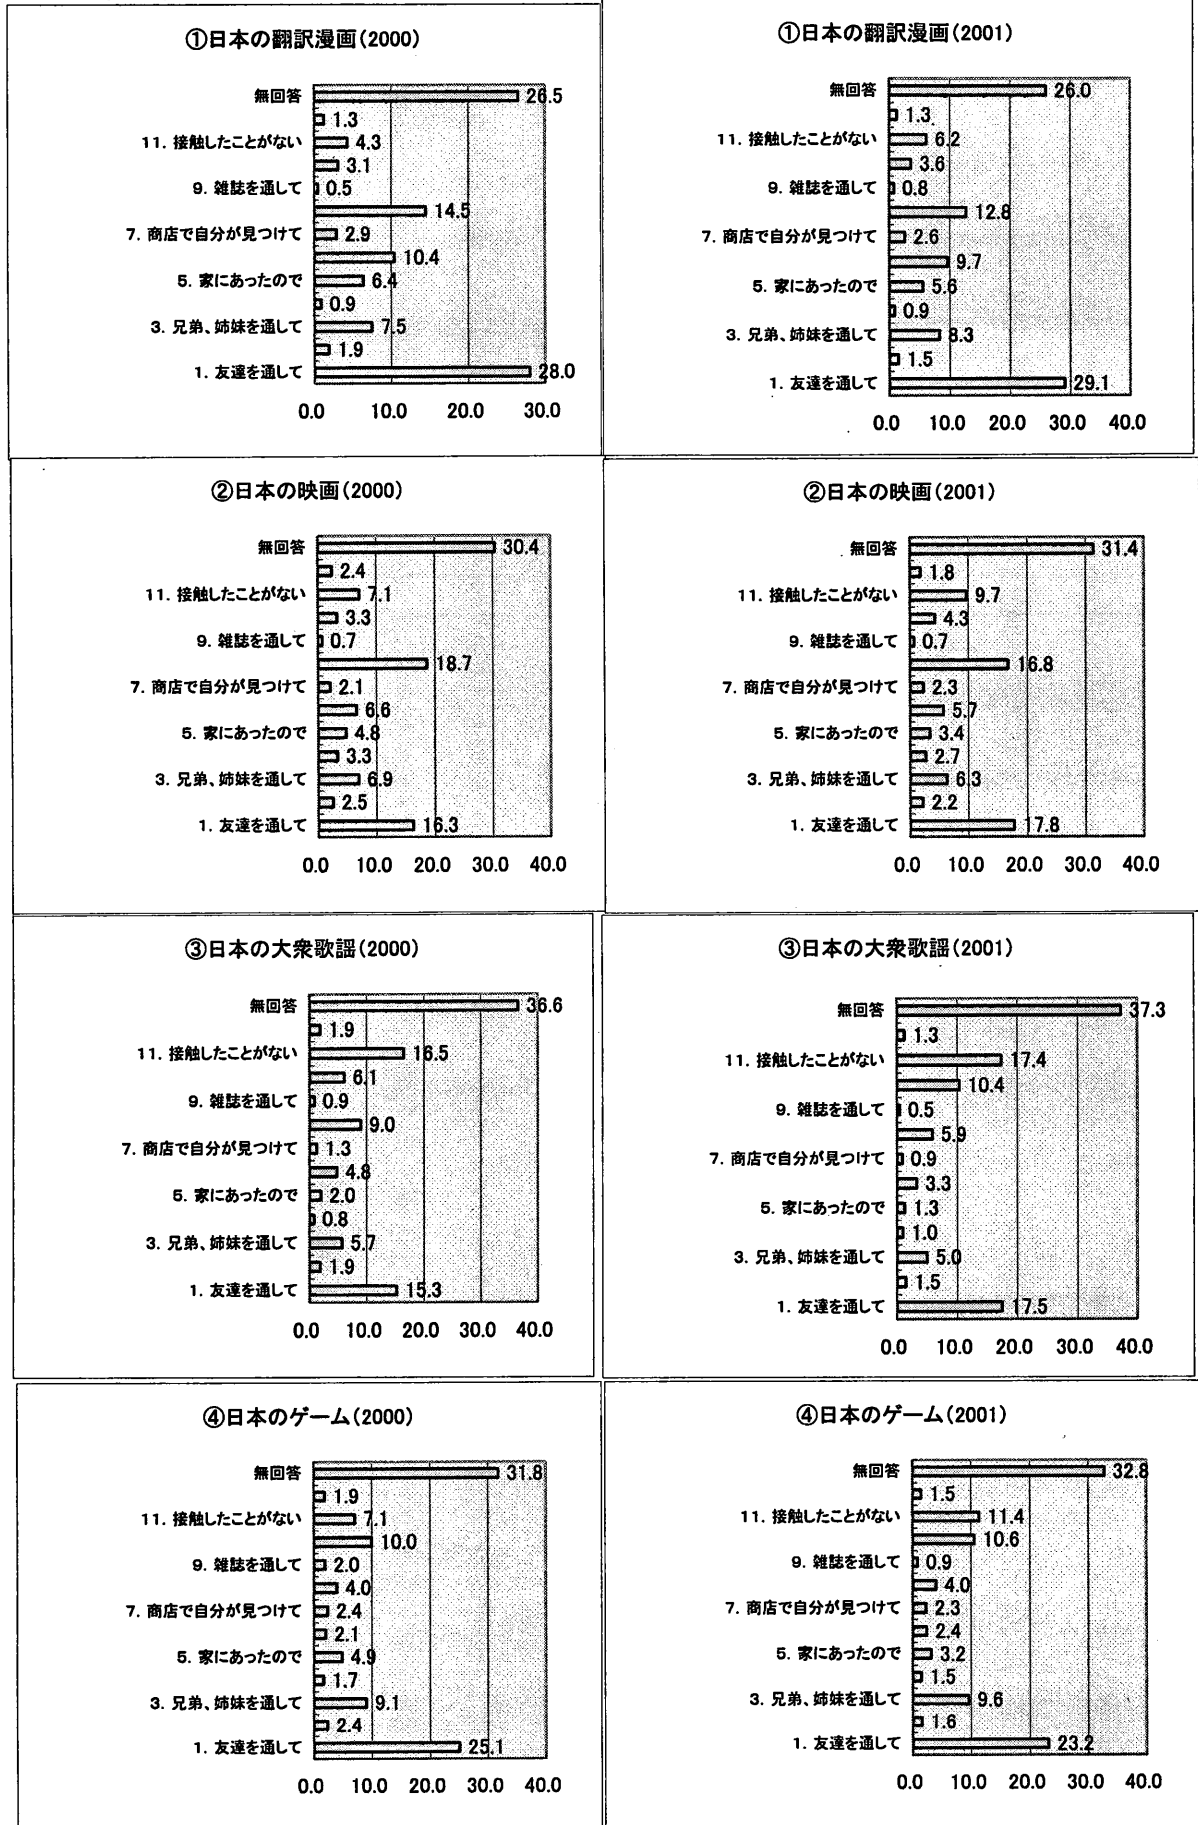 ①日本の翻訳漫画(2000)
無回答 26.5
1.3
11. 接触したことがない 4.3
3.1
9. 雑誌を通して 0.5
14.5
7. 商店で自分が見つけて 2.9
10.4
5. 家にあったので 6.4
0.9
3. 兄弟、姉妹を通して 7.5
1.9
1. 友達を通して 28.0
0.0 10.0 20.0 30.0
①日本の翻訳漫画(2001)
無回答 26.0
1.3
11. 接触したことがない 6.2
3.6
9. 雑誌を通して 0.8
12.8
7. 商店で自分が見つけて 2.6
9.7
5. 家にあったので 5.6
0.9
3. 兄弟、姉妹を通して 8.3
1.5
1. 友達を通して 29.1
0.0 10.0 20.0 30.0 40.0
②日本の映画(2000)
無回答 30.4
2.4
11. 接触したことがない 7.1
3.3
9. 雑誌を通して 0.7
18.7
7. 商店で自分が見つけて 2.1
6.6
5. 家にあったので 4.8
3.3
3. 兄弟、姉妹を通して 6.9
2.5
1. 友達を通して 16.3
0.0 10.0 20.0 30.0 40.0
②日本の映画(2001)
無回答 31.4
1.8
11. 接触したことがない 9.7
4.3
9. 雑誌を通して 0.7
16.8
7. 商店で自分が見つけて 2.3
5.7
5. 家にあったので 3.4
2.7
3. 兄弟、姉妹を通して 6.3
2.2
1. 友達を通して 17.8
0.0 10.0 20.0 30.0 40.0
③日本の大衆歌謡(2000)
無回答 36.6
1.9
11. 接触したことがない 16.5
6.1
9. 雑誌を通して 0.9
9.0
7. 商店で自分が見つけて 1.3
4.8
5. 家にあったので 2.0
0.8
3. 兄弟、姉妹を通して 5.7
1.9
1. 友達を通して 15.3
0.0 10.0 20.0 30.0 40.0
③日本の大衆歌謡(2001)
無回答 37.3
1.3
11. 接触したことがない 17.4
10.4
9. 雑誌を通して 0.5
5.9
7. 商店で自分が見つけて 0.9
3.3
5. 家にあったので 1.3
1.0
3. 兄弟、姉妹を通して 5.0
1.5
1. 友達を通して 17.5
0.0 10.0 20.0 30.0 40.0
④日本のゲーム(2000)
無回答 31.8
1.9
11. 接触したことがない 7.1
10.0
9. 雑誌を通して 2.0
4.0
7. 商店で自分が見つけて 2.4
2.1
5. 家にあったので 4.9
1.7
3. 兄弟、姉妹を通して 9.1
2.4
1. 友達を通して 25.1
0.0 10.0 20.0 30.0 40.0
④日本のゲーム(2001)
無回答 32.8
1.5
11. 接触したことがない 11.4
10.6
9. 雑誌を通して 0.9
4.0
7. 商店で自分が見つけて 2.3
2.4
5. 家にあったので 3.2
1.5
3. 兄弟、姉妹を通して 9.6
1.6
1. 友達を通して 23.2
0.0 10.0 20.0 30.0 40.0